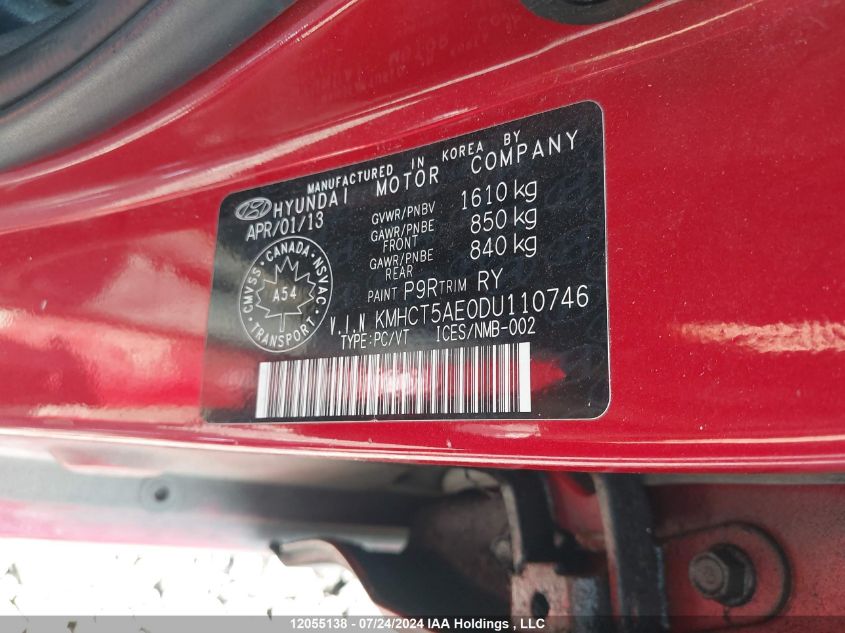 MANUFACTURED IN KOREA BY
HYUNDAI MOTOR COMPANY
APR/01/13
GVWR/PNBV 1610 kg
GAWR/PNBE FRONT 850 kg
GAWR/PNBE REAR 840 kg
CMVSS · CANADA · NSVAC
A54
TRANSPORT
PAINT P9R TRIM RY
V.I.N KMHCT5AE0DU110746
TYPE:PC/VT ICES/NMB-002
12055138 - 07/24/2024 IAA Holdings , LLC